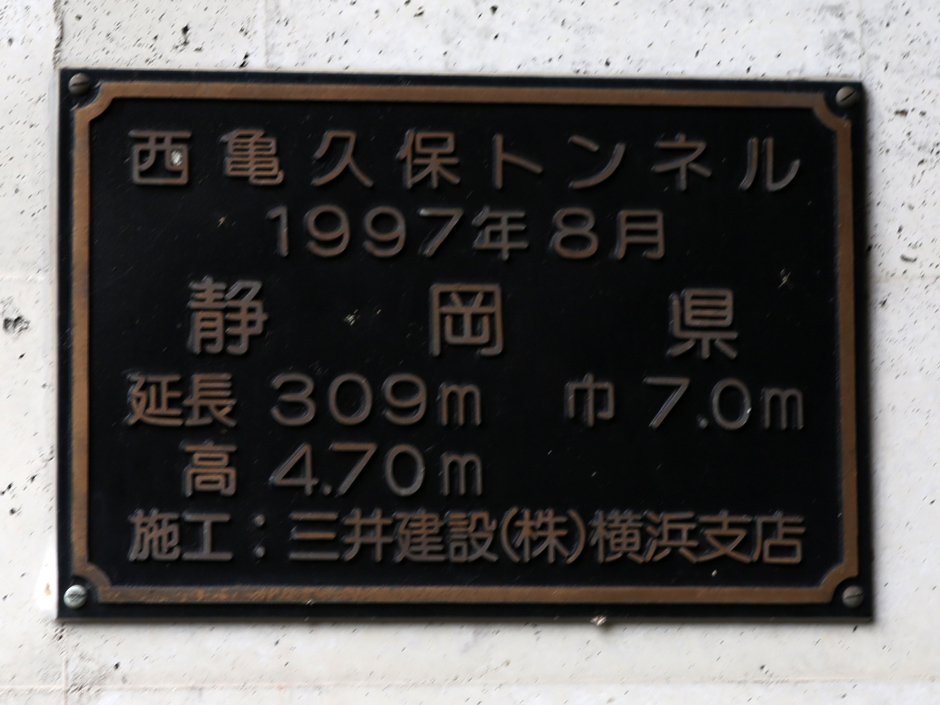 西亀久保トンネル
1997年8月
静岡県
延長 309m 巾 7.0m
高 4.70m
施工：三井建設(株)横浜支店